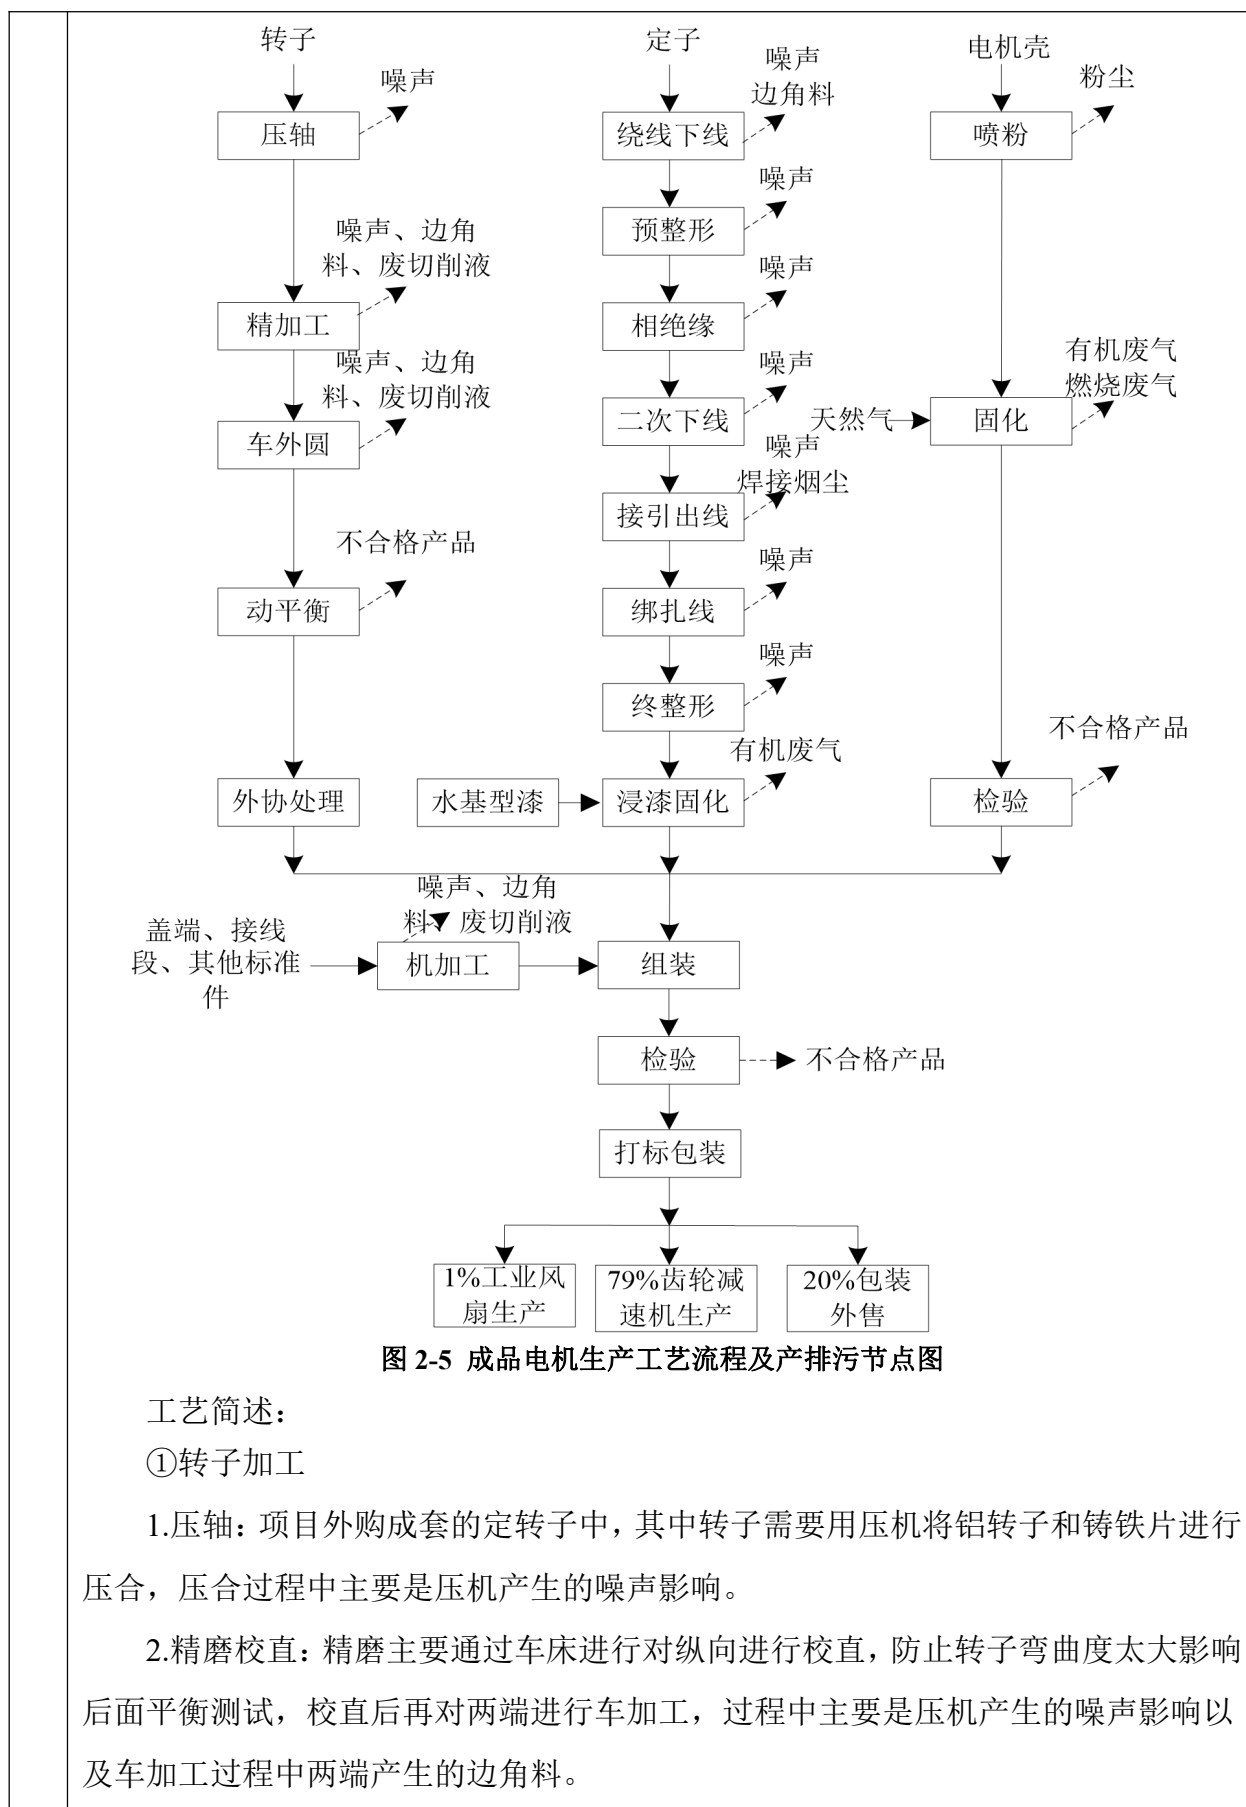 转子
定子
电机壳
噪声
噪声
边角料
粉尘
压轴
绕线下线
喷粉
噪声
预整形
噪声、边角
料、废切削液
噪声
精加工
相绝缘
噪声、边角
料、废切削液
噪声
有机废气
燃烧废气
车外圆
二次下线
天然气
固化
噪声
焊接烟尘
接引出线
不合格产品
噪声
动平衡
绑扎线
噪声
终整形
不合格产品
有机废气
外协处理
水基型漆
浸漆固化
检验
噪声、边角
料、废切削液
盖端、接线
段、其他标准
件
机加工
组装
检验
不合格产品
打标包装
1%工业风
扇生产
79%齿轮减
速机生产
20%包装
外售
图 2-5 成品电机生产工艺流程及产排污节点图
工艺简述：
①转子加工
1.压轴：项目外购成套的定转子中，其中转子需要用压机将铝转子和铸铁片进行
压合，压合过程中主要是压机产生的噪声影响。
2.精磨校直：精磨主要通过车床进行对纵向进行校直，防止转子弯曲度太大影响
后面平衡测试，校直后再对两端进行车加工，过程中主要是压机产生的噪声影响以
及车加工过程中两端产生的边角料。